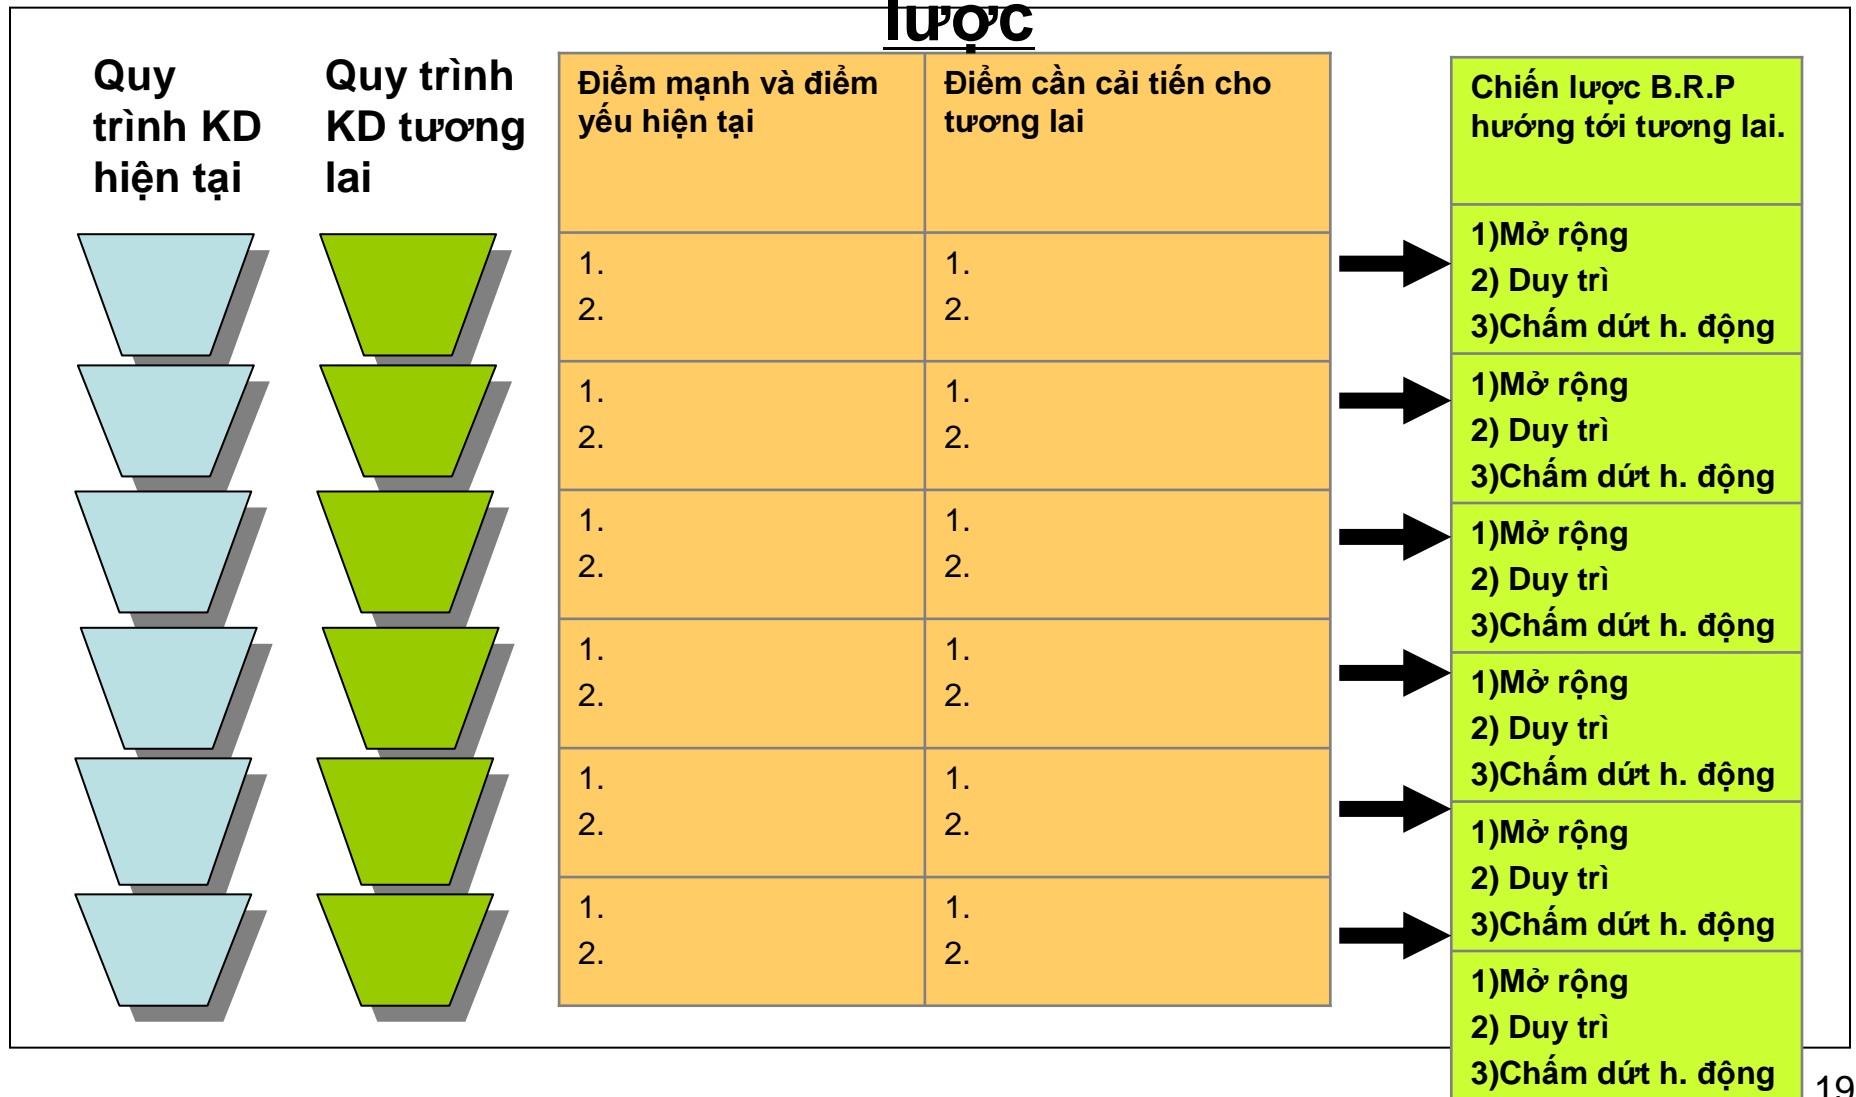 lược
Quy
trình KD
hiện tại
Quy trình
KD tương
lai
Điểm mạnh và điểm
yếu hiện tại
Điểm cần cải tiến cho
tương lai
Chiến lược B.R.P
hướng tới tương lai.
1.
2.
1.
2.
1)Mở rộng
2) Duy trì
3)Chấm dứt h. động
1.
2.
1.
2.
1)Mở rộng
2) Duy trì
3)Chấm dứt h. động
1.
2.
1.
2.
1)Mở rộng
2) Duy trì
3)Chấm dứt h. động
1.
2.
1.
2.
1)Mở rộng
2) Duy trì
3)Chấm dứt h. động
1.
2.
1.
2.
1)Mở rộng
2) Duy trì
3)Chấm dứt h. động
1.
2.
1.
2.
1)Mở rộng
2) Duy trì
3)Chấm dứt h. động
19